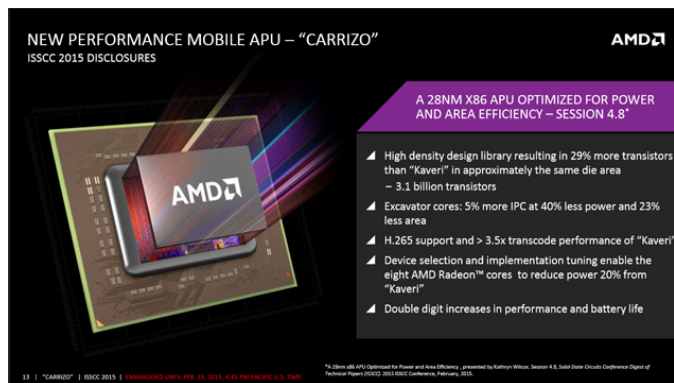 NEW PERFORMANCE MOBILE APU – “CARRIZO”
AMD
ISSCC 2015 DISCLOSURES
A 28NM X86 APU OPTIMIZED FOR POWER
AND AREA EFFICIENCY – SESSION 4.8*
High density design library resulting in 29% more transistors
than “Kaveri” in approximately the same die area
– 3.1 billion transistors
Excavator cores: 5% more IPC at 40% less power and 23%
less area
H.265 support and > 3.5x transcode performance of “Kaveri”
Device selection and implementation tuning enable the
eight AMD Radeon™ cores to reduce power 20% from
“Kaveri”
Double digit increases in performance and battery life
AMD
13 | "CARRIZO" | ISSCC 2015 | EMBARGOED UNTIL FEB. 23, 2015, 4:45 PM PACIFIC U.S. TIME
*A 28nm x86 APU Optimized for Power and Area Efficiency , presented by Kathryn Wilcox, Session 4.8, Solid-State Circuits Conference Digest of
Technical Papers (ISSCC). 2015 ISSCC Conference, February, 2015.